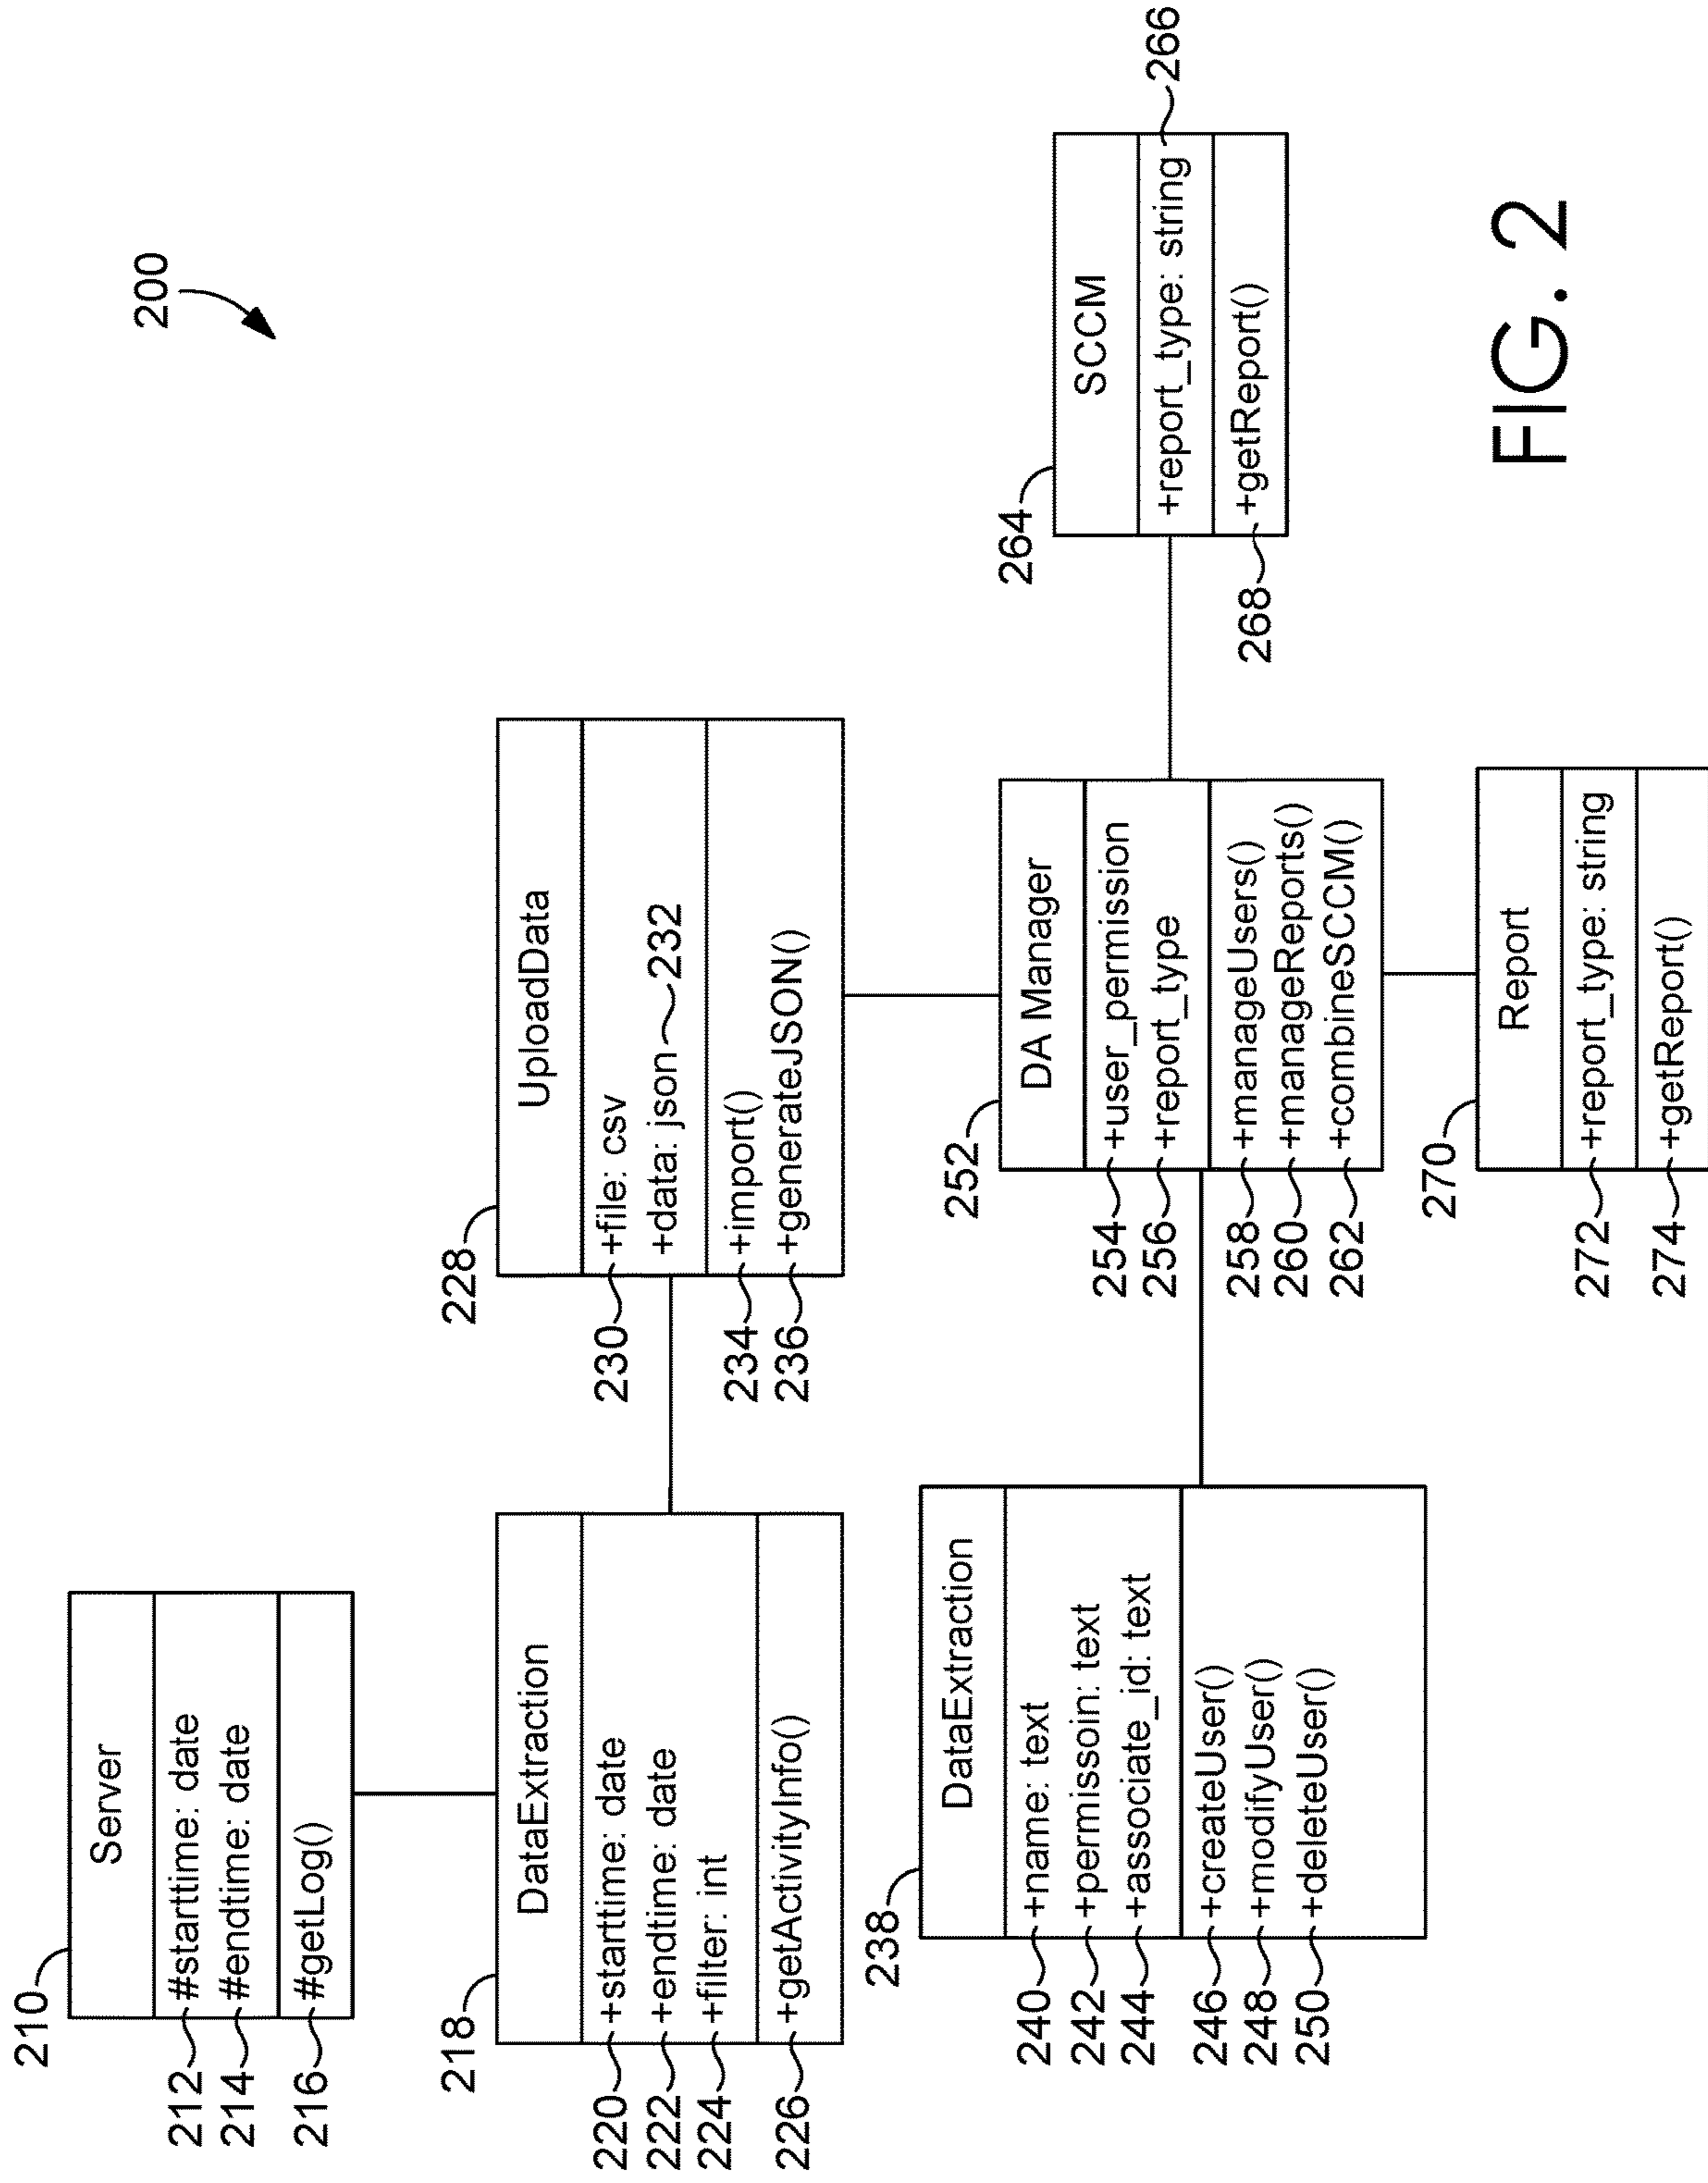 200
210
Server
212 #starttime: date
214 #endtime: date
216 #getLog()
218
DataExtraction
220 +starttime: date
222 +endtime: date
224 +filter: int
226 +getActivityInfo()
228
UploadData
230 +file: csv
+data: json 232
234 +import()
236 +generateJSON()
238
DataExtraction
240 +name: text
242 +permissoin: text
244 +associate_id: text
246 +createUser()
248 +modifyUser()
250 +deleteUser()
252
DA Manager
254 +user_permission
256 +report_type
258 +manageUsers()
260 +manageReports()
262 +combineSCCM()
264
SCCM
+report_type: string 266
268 +getReport()
270
Report
272 +report_type: string
274 +getReport()
FIG. 2